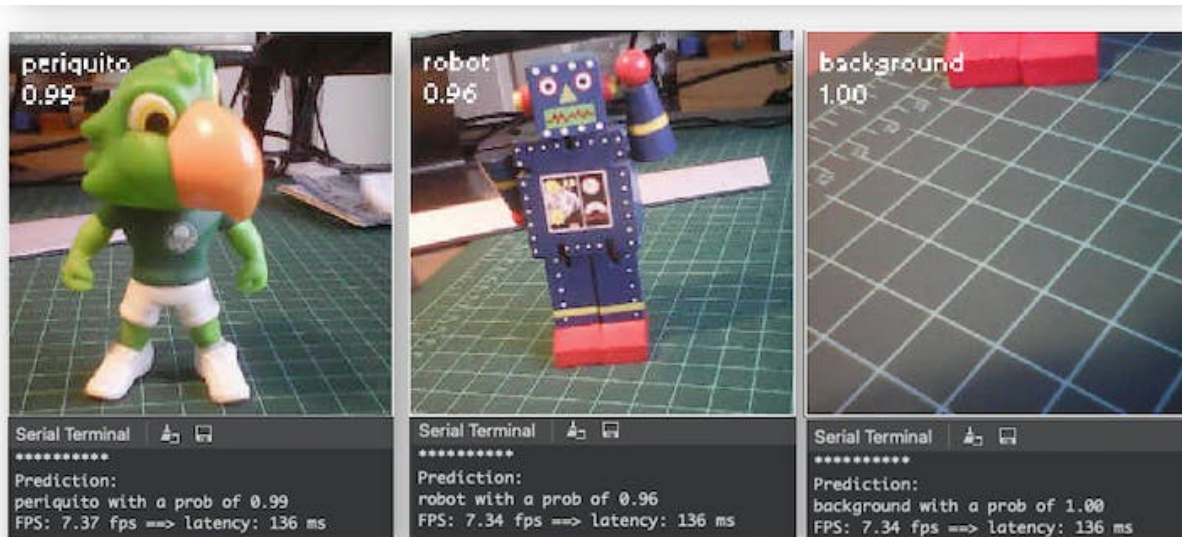 periquito
0.99
robot
0.96
background
1.00
Serial Terminal
**********
Prediction:
periquito with a prob of 0.99
FPS: 7.37 fps ==> latency: 136 ms
Serial Terminal
**********
Prediction:
robot with a prob of 0.96
FPS: 7.34 fps ==> latency: 136 ms
Serial Terminal
**********
Prediction:
background with a prob of 1.00
FPS: 7.34 fps ==> latency: 136 ms